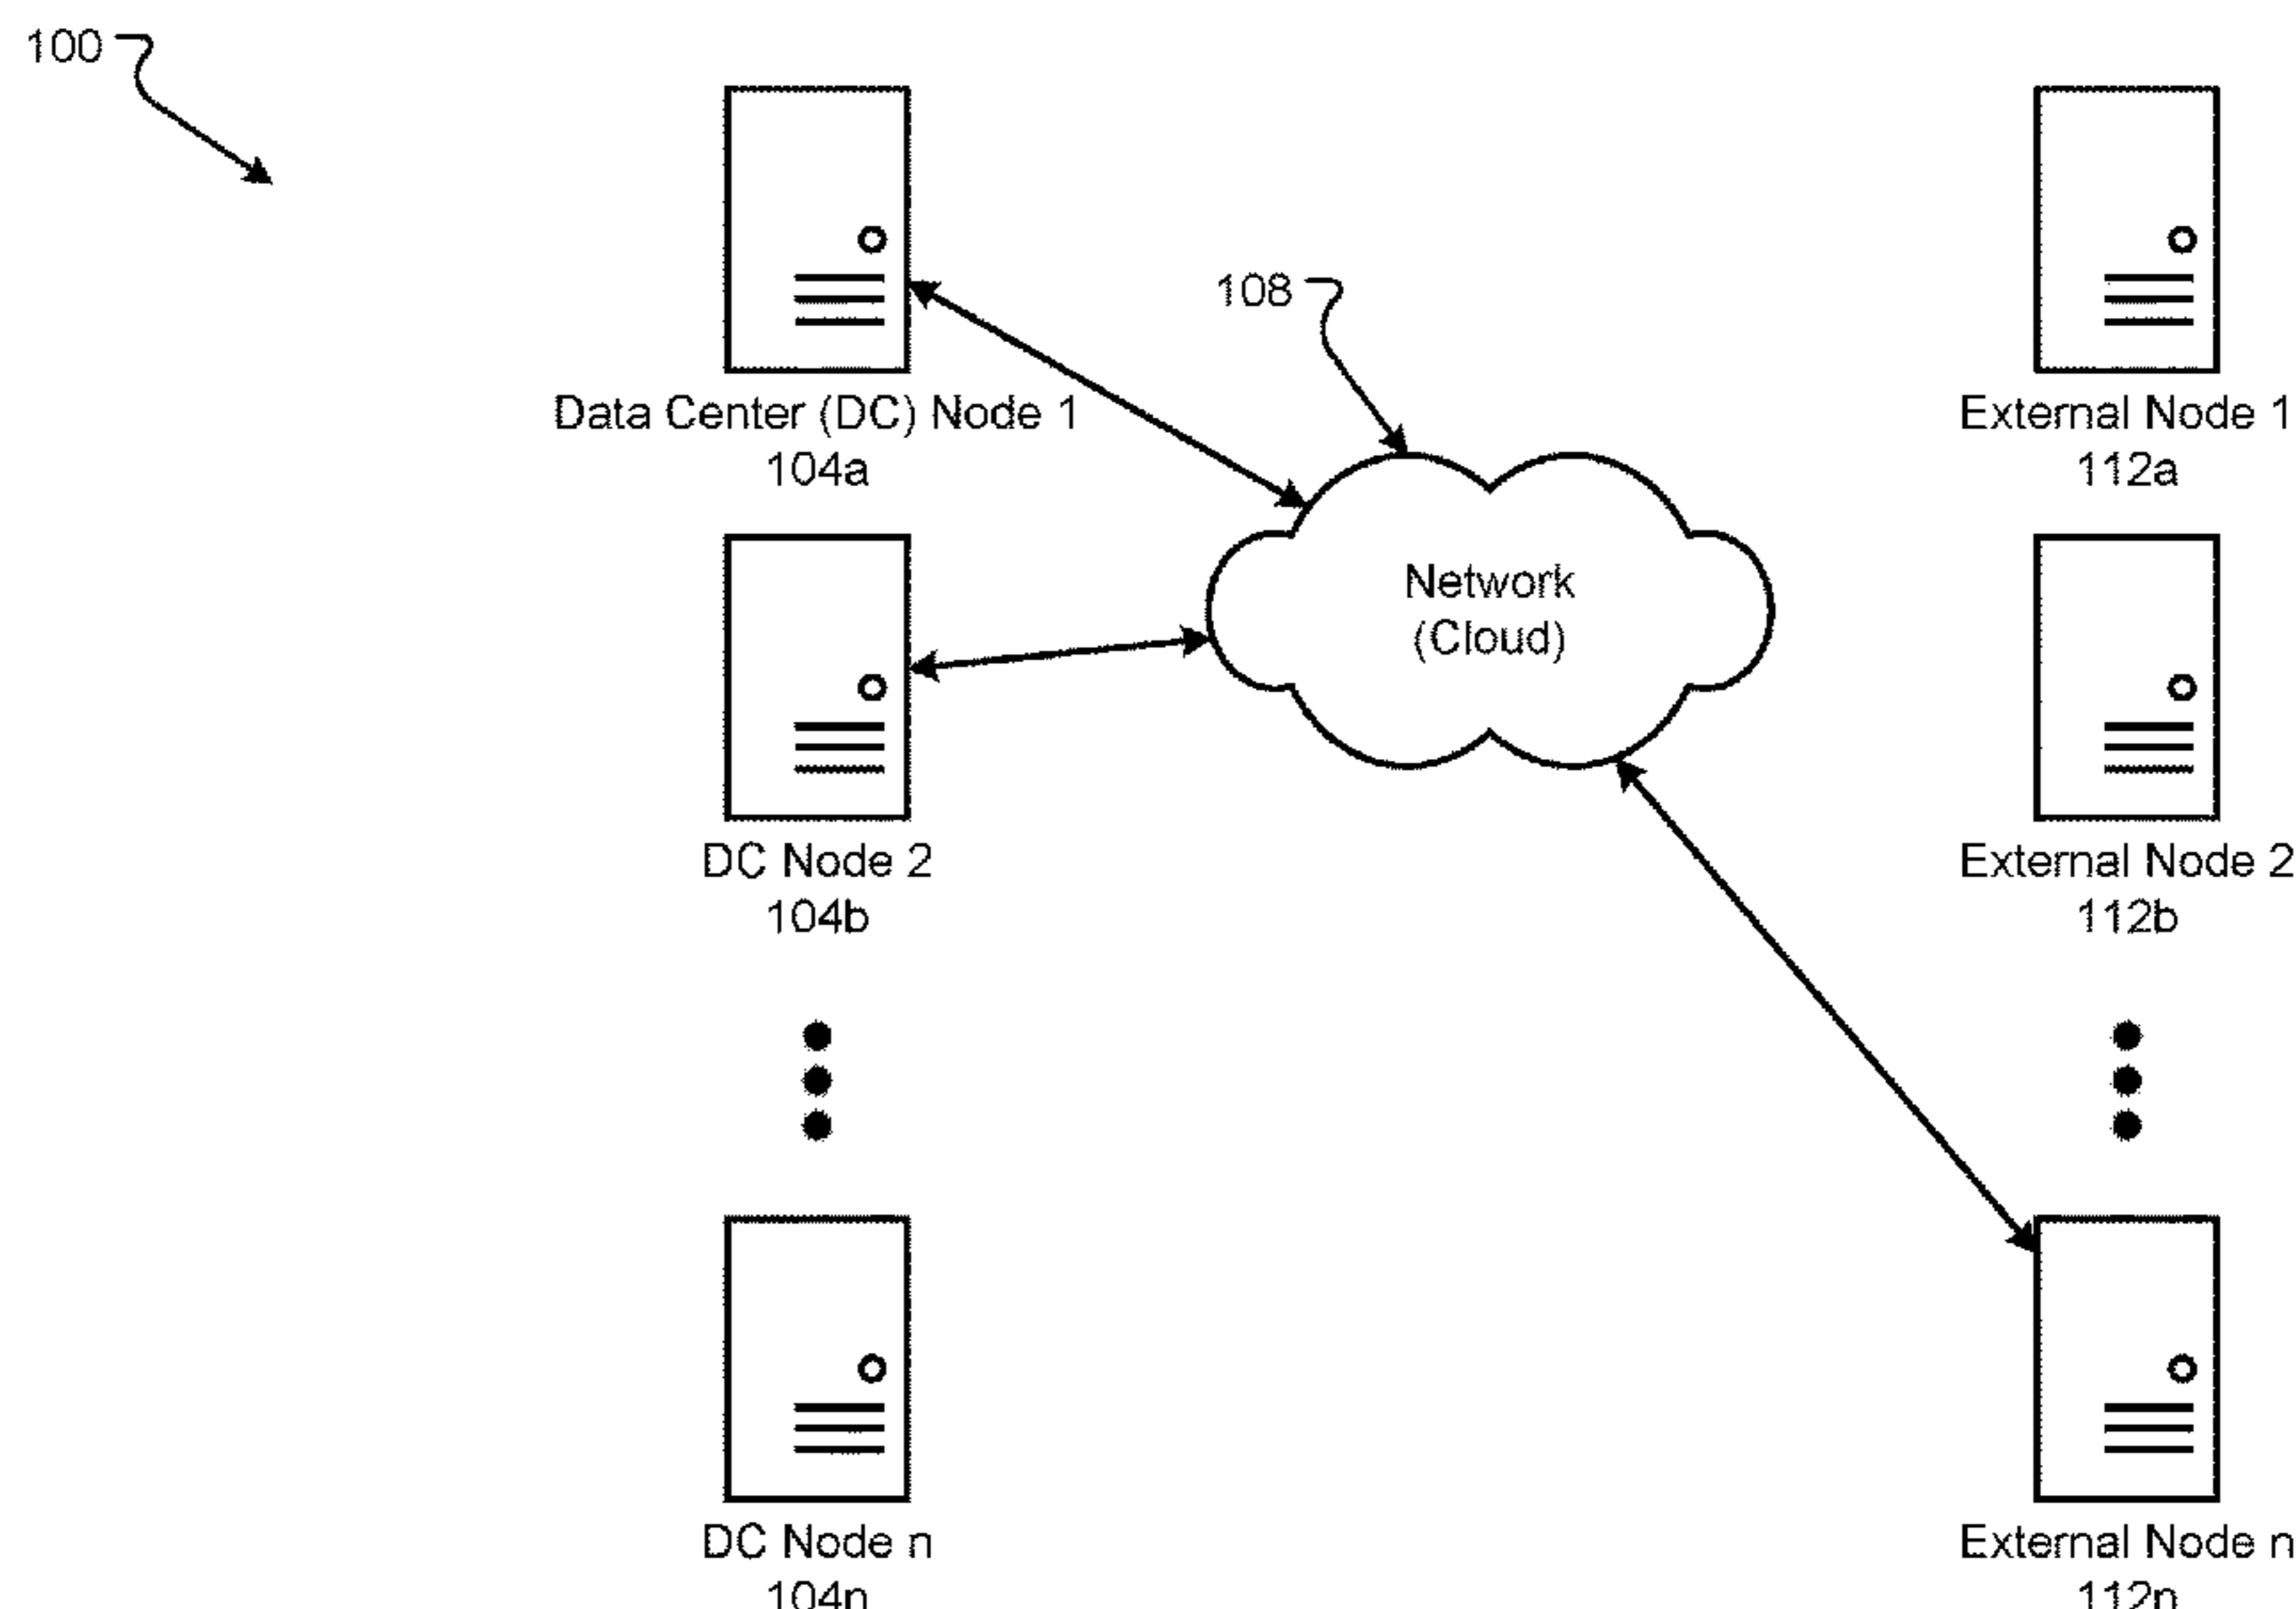 100
108
Data Center (DC) Node 1
104a
External Node 1
112a
Network
(Cloud)
DC Node 2
104b
External Node 2
112b
DC Node n
104n
External Node n
112n